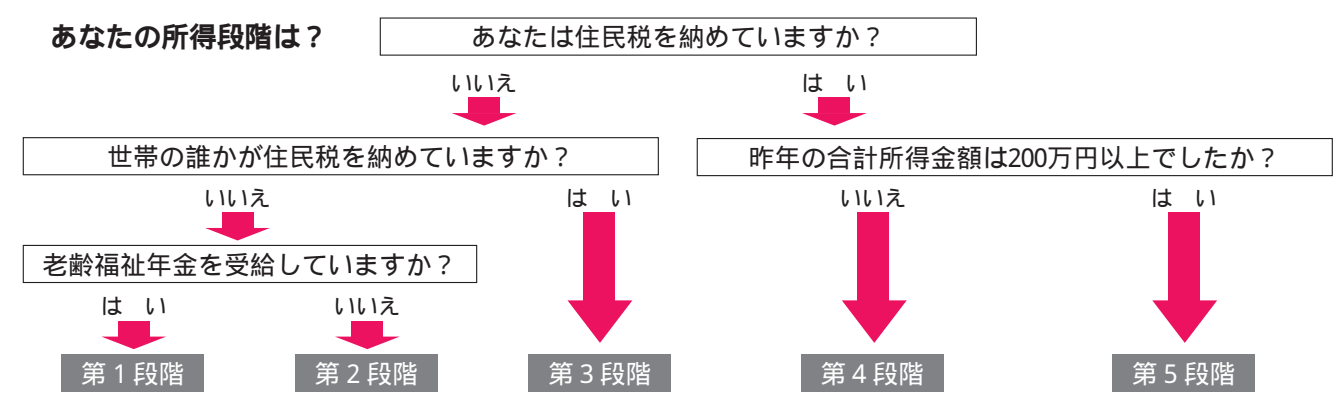 あなたの所得段階は?
あなたは住民税を納めていますか?
いいえ
はい
世帯の誰かが住民税を納めていますか?
昨年の合計所得金額は200万円以上でしたか?
いいえ
はい
いいえ
はい
老齢福祉年金を受給していますか?
はい
いいえ
第1段階
第2段階
第3段階
第4段階
第5段階